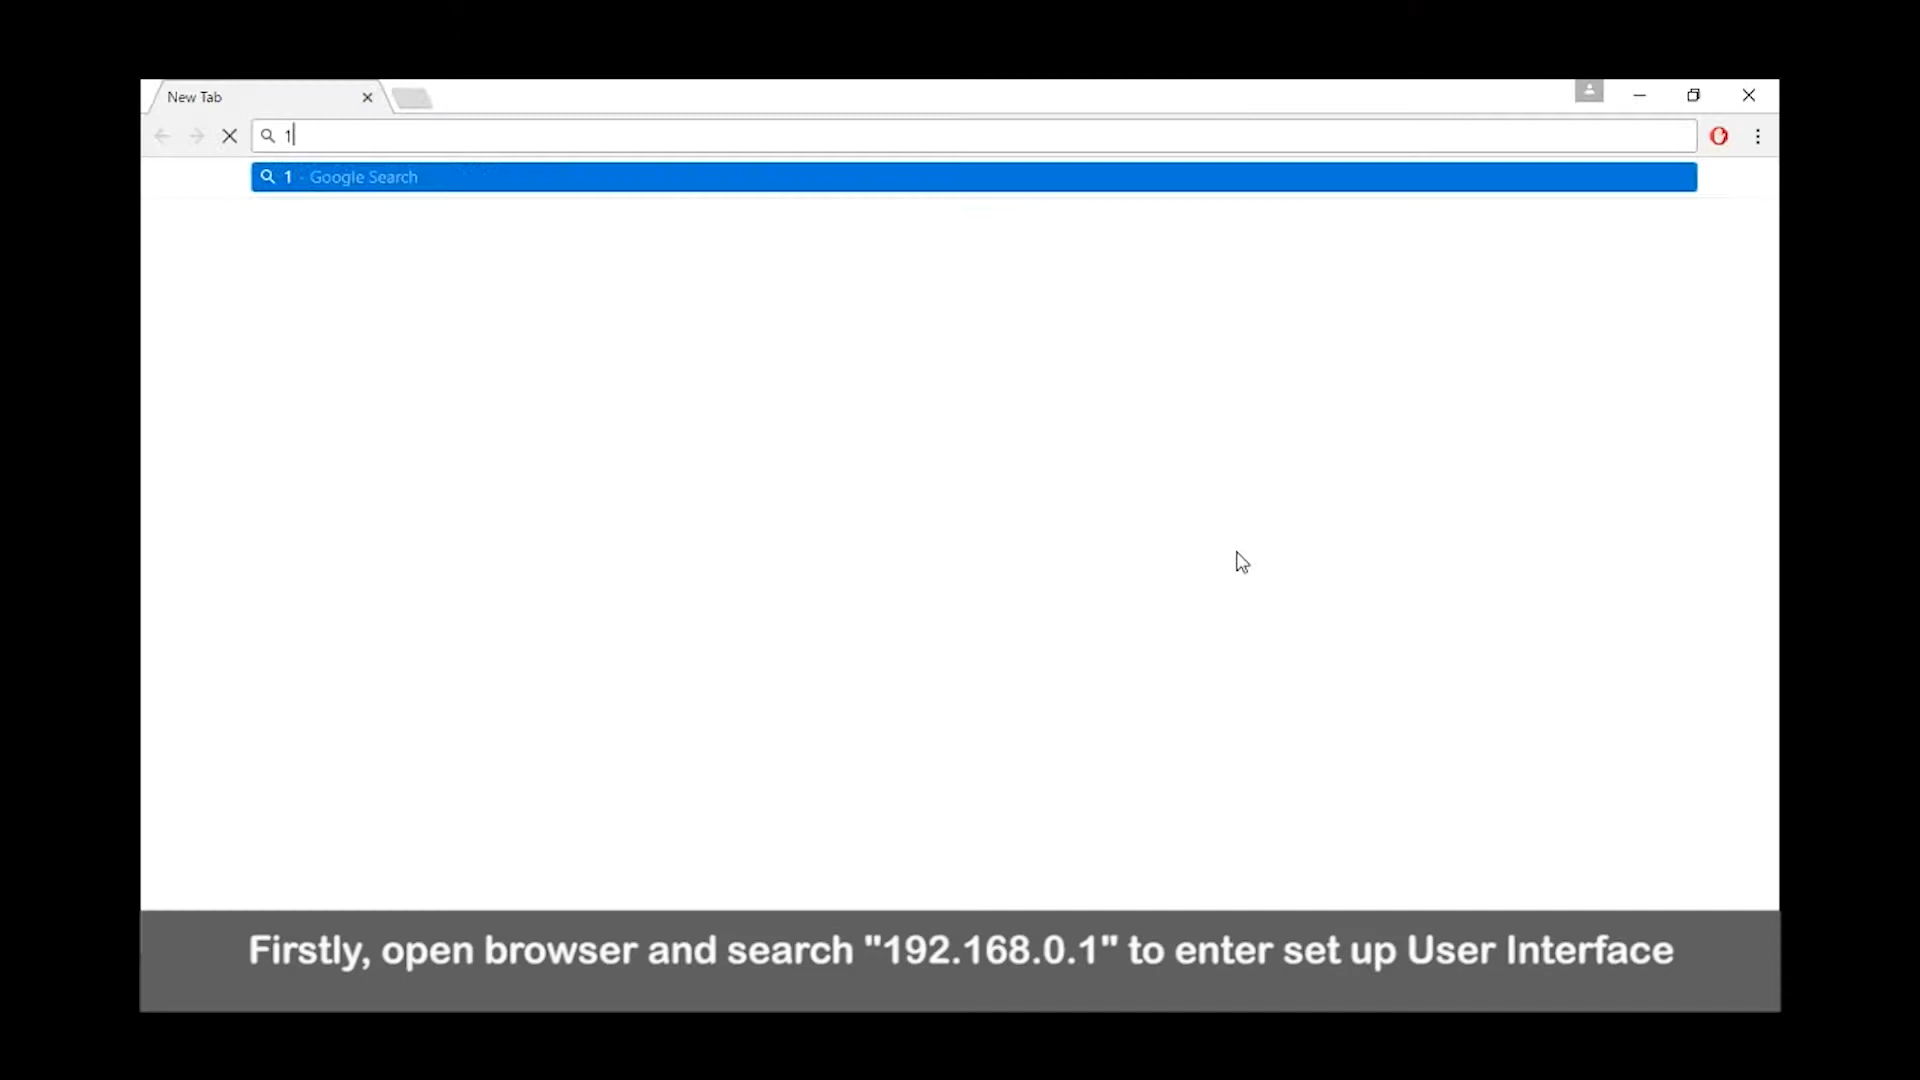 New Tab
1
1 - Google Search
Firstly, open browser and search "192.168.0.1" to enter set up User Interface